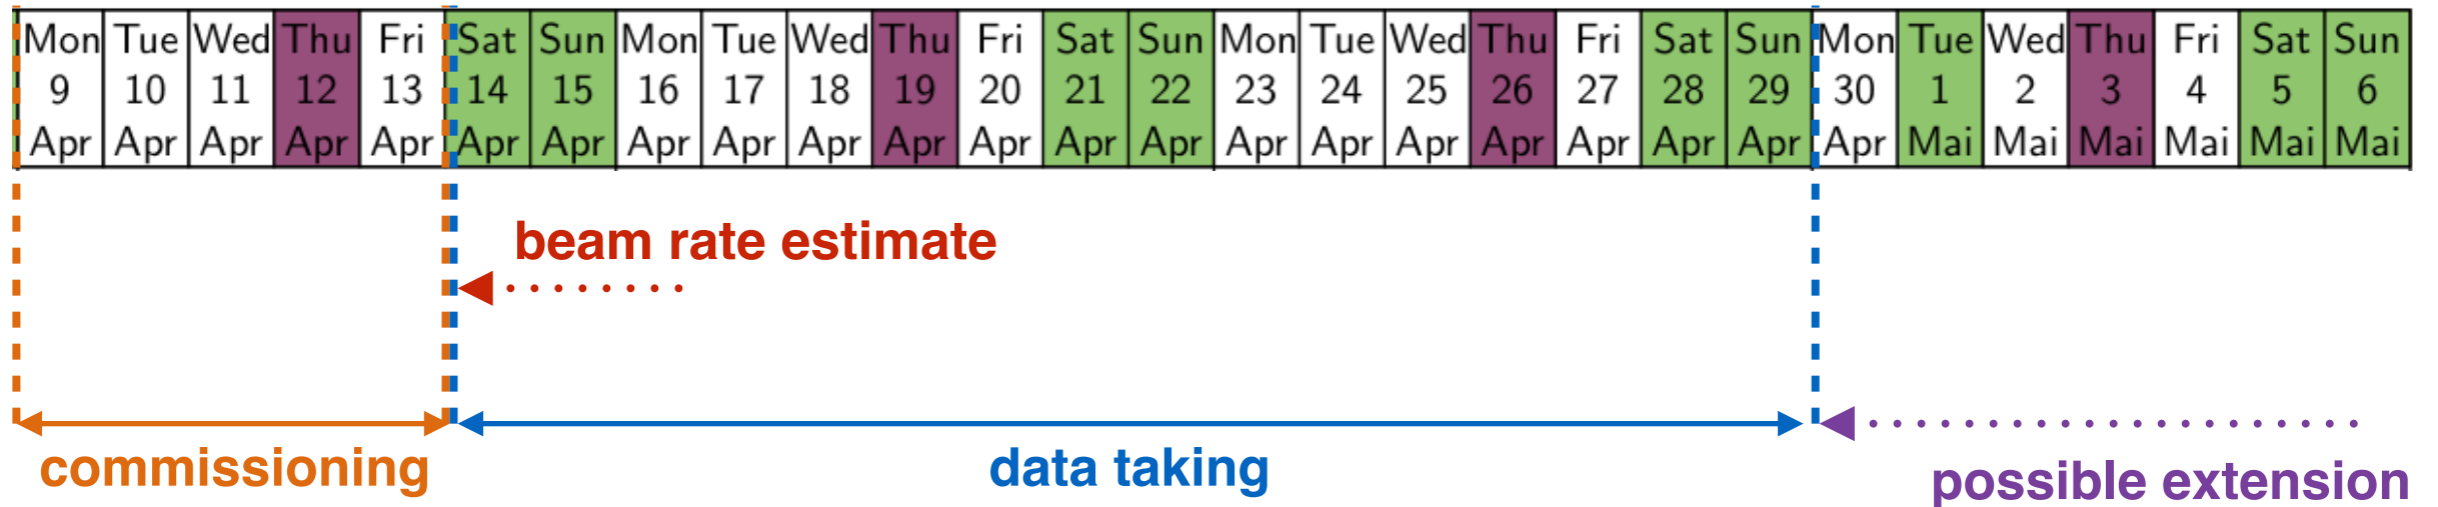 Mon Tue Wed Thu Fri Sat Sun Mon Tue Wed Thu Fri Sat Sun Mon Tue Wed Thu Fri Sat Sun Mon Tue Wed Thu Fri Sat Sun
9 10 11 12 13 14 15 16 17 18 19 20 21 22 23 24 25 26 27 28 29 30 1 2 3 4 5 6
Apr Apr Apr Apr Apr Apr Apr Apr Apr Apr Apr Apr Apr Apr Apr Apr Apr Apr Apr Apr Apr Apr Mai Mai Mai Mai Mai Mai
beam rate estimate
commissioning
data taking
possible extension